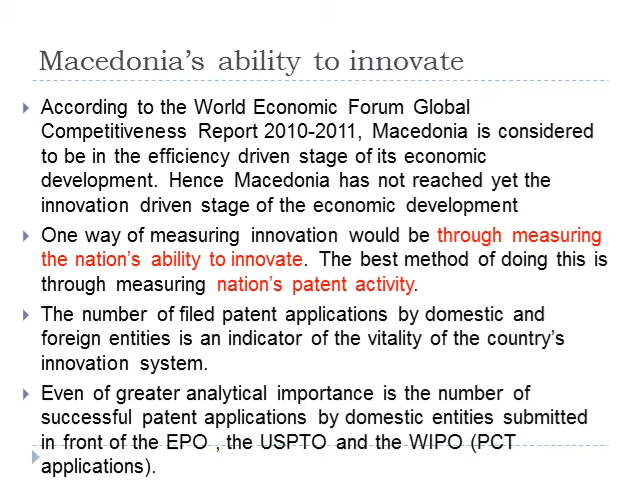 Macedonia’s ability to innovate
According to the World Economic Forum Global
Competitiveness Report 2010-2011, Macedonia is considered
to be in the efficiency driven stage of its economic
development. Hence Macedonia has not reached yet the
innovation driven stage of the economic development
One way of measuring innovation would be through measuring
the nation’s ability to innovate. The best method of doing this is
through measuring nation’s patent activity.
The number of filed patent applications by domestic and
foreign entities is an indicator of the vitality of the country’s
innovation system.
Even of greater analytical importance is the number of
successful patent applications by domestic entities submitted
in front of the EPO , the USPTO and the WIPO (PCT
applications).